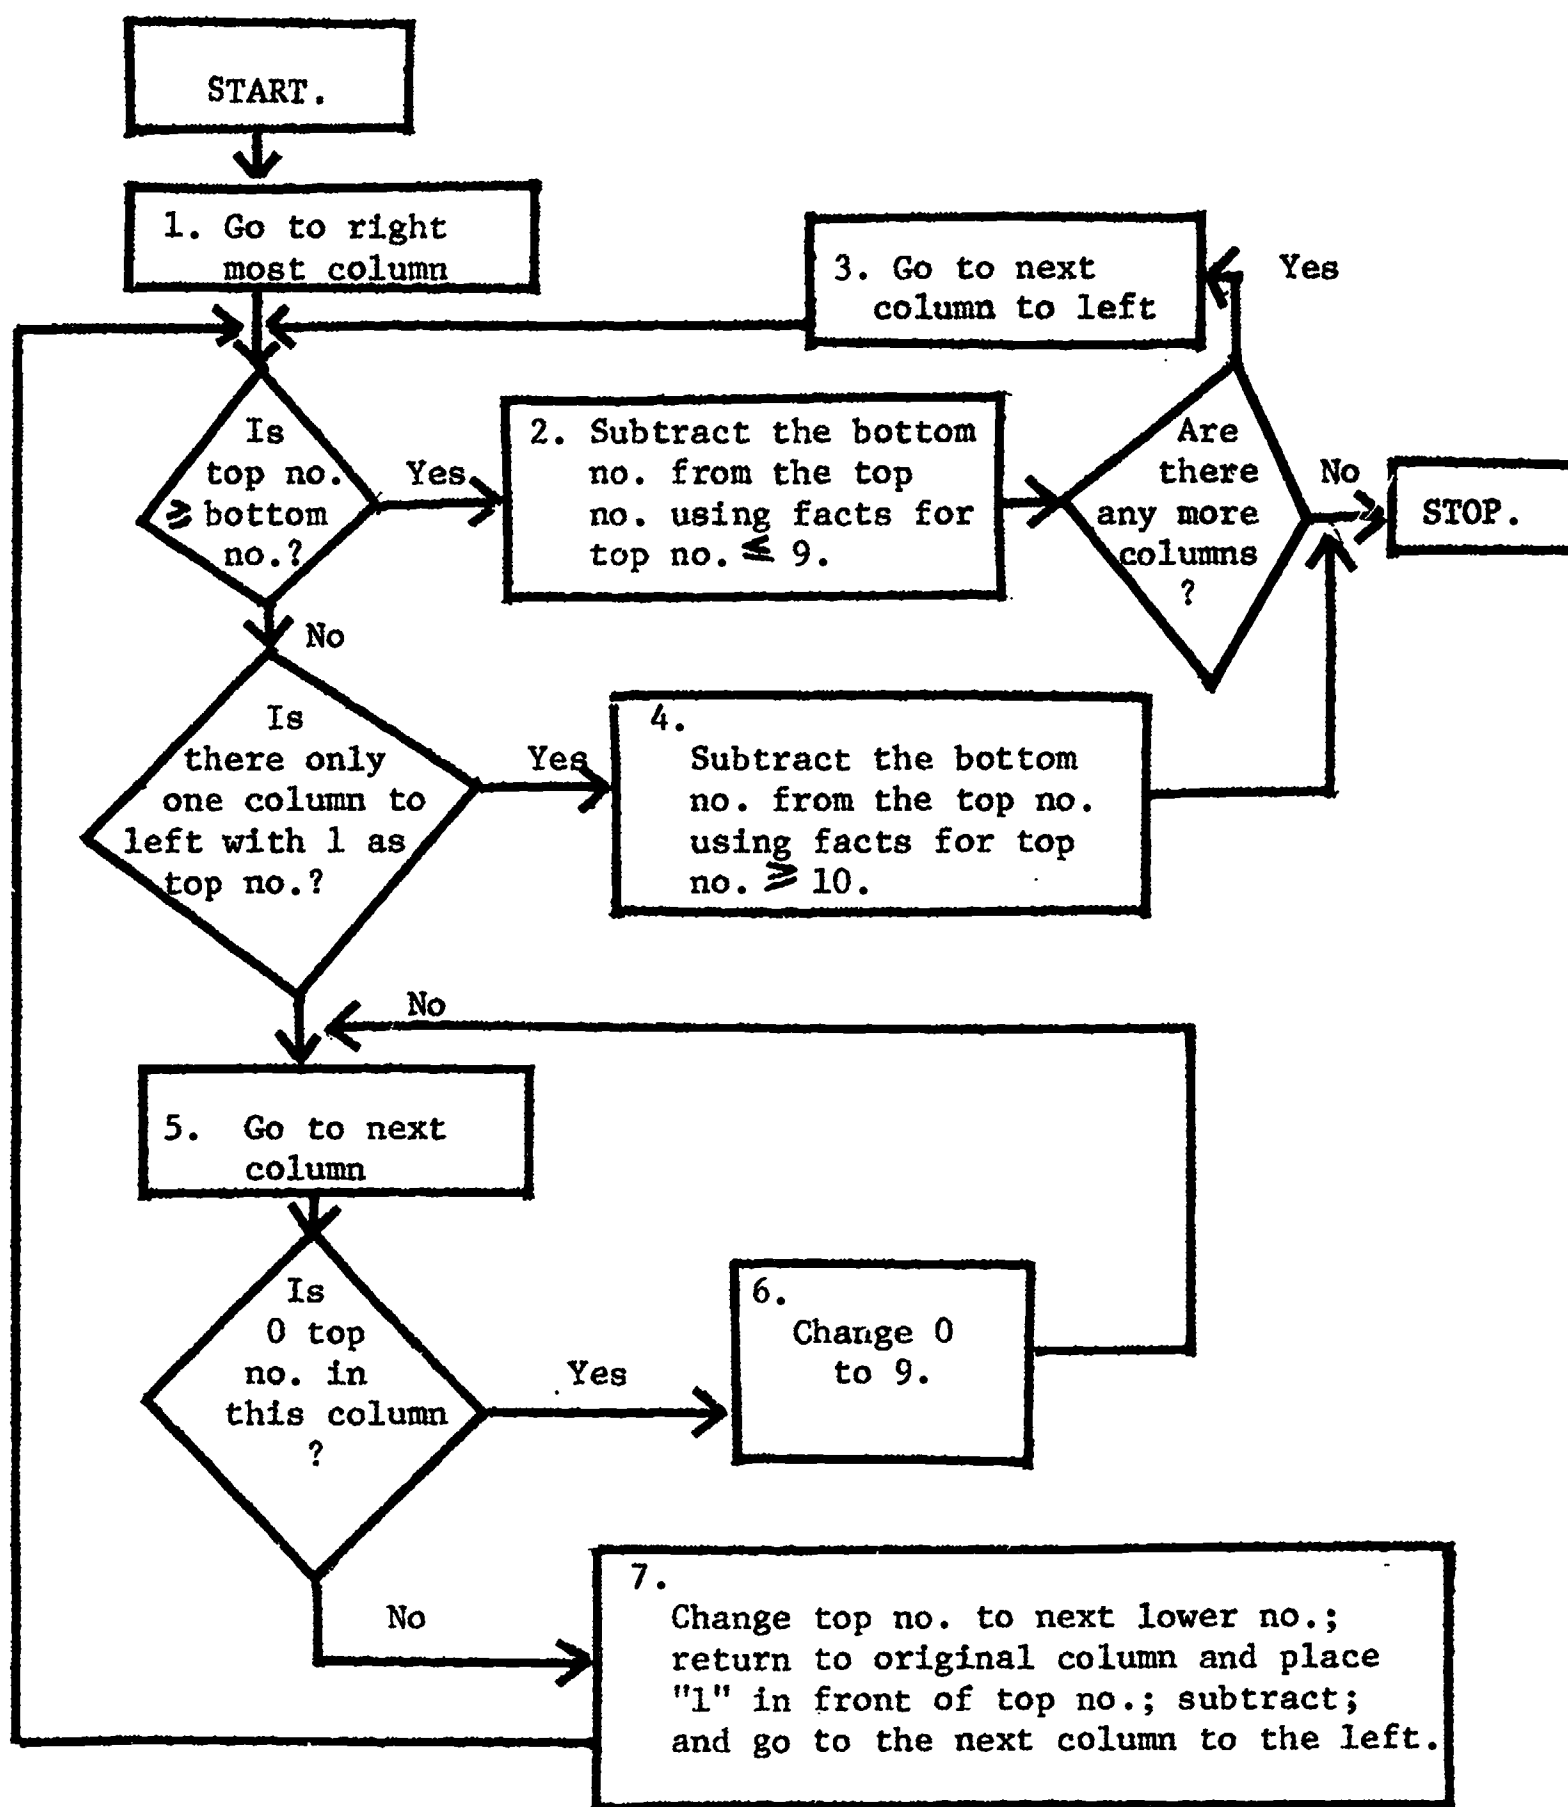 START.
1. Go to right
most column
3. Go to next
column to left
Yes
Is
top no.
≥ bottom
no.?
Yes
2. Subtract the bottom
no. from the top
no. using facts for
top no. ≤ 9.
Are
there
any more
columns
?
No
STOP.
No
Is
there only
one column to
left with 1 as
top no.?
Yes
4.
Subtract the bottom
no. from the top no.
using facts for top
no. ≥ 10.
No
5. Go to next
column
Is
0 top
no. in
this column
?
Yes
6.
Change 0
to 9.
No
7.
Change top no. to next lower no.;
return to original column and place
"1" in front of top no.; subtract;
and go to the next column to the left.